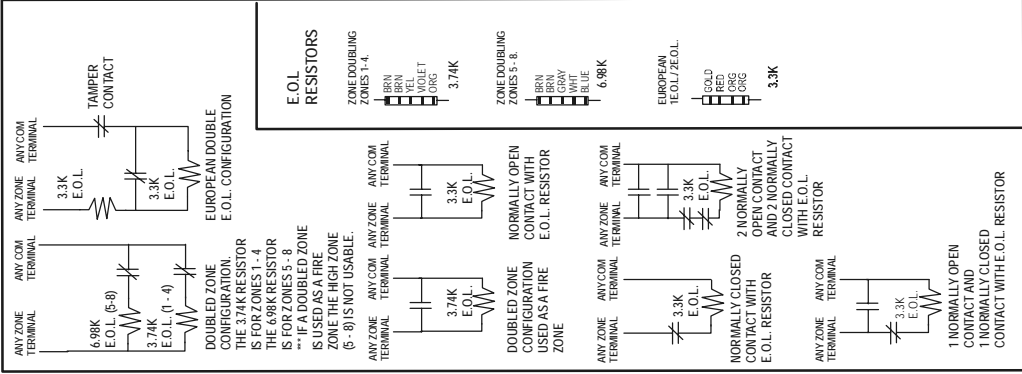 ANY ZONE
TERMINAL
ANY COM
TERMINAL
6.98K
E.O.L. (5-8)
3.74K
E.O.L. (1 - 4)
DOUBLED ZONE
CONFIGURATION.
THE 3.74K RESISTOR
IS FOR ZONES 1 - 4
THE 6.98K RESISTOR
IS FOR ZONES 5 - 8
*** IF A DOUBLED ZONE
IS USED AS A FIRE
ZONE THE HIGH ZONE
(5 - 8) IS NOT USABLE.
ANY ZONE
TERMINAL
ANY COM
TERMINAL
3.3K
E.O.L.
TAMPER
CONTACT
3.3K
E.O.L.
EUROPEAN DOUBLE
E.O.L. CONFIGURATION
ANY ZONE
TERMINAL
ANY COM
TERMINAL
3.74K
E.O.L.
DOUBLED ZONE
CONFIGURATION
USED AS A FIRE
ZONE
ANY ZONE
TERMINAL
ANY COM
TERMINAL
3.3K
E.O.L.
NORMALLY OPEN
CONTACT WITH
E.O.L. RESISTOR
ANY ZONE
TERMINAL
ANY COM
TERMINAL
3.3K
E.O.L.
NORMALLY CLOSED
CONTACT WITH
E.O.L. RESISTOR
ANY ZONE
TERMINAL
ANY COM
TERMINAL
3.3K
E.O.L.
2 NORMALLY
OPEN CONTACT
AND 2 NORMALLY
CLOSED CONTACT
WITH E.O.L
RESISTOR
ANY ZONE
TERMINAL
ANY COM
TERMINAL
3.3K
E.O.L.
1 NORMALLY OPEN
CONTACT AND
1 NORMALLY CLOSED
CONTACT WITH E.O.L. RESISTOR
E.O.L
RESISTORS
ZONE DOUBLING
ZONES 1- 4.
BRN
BRN
YEL
VIOLET
ORG
3.74K
ZONE DOUBLING
ZONES 5 - 8.
BRN
BRN
GRAY
WHT
BLUE
6.98K
EUROPEAN
1E.O.L / 2E.O.L.
GOLD
RED
ORG
ORG
3.3K